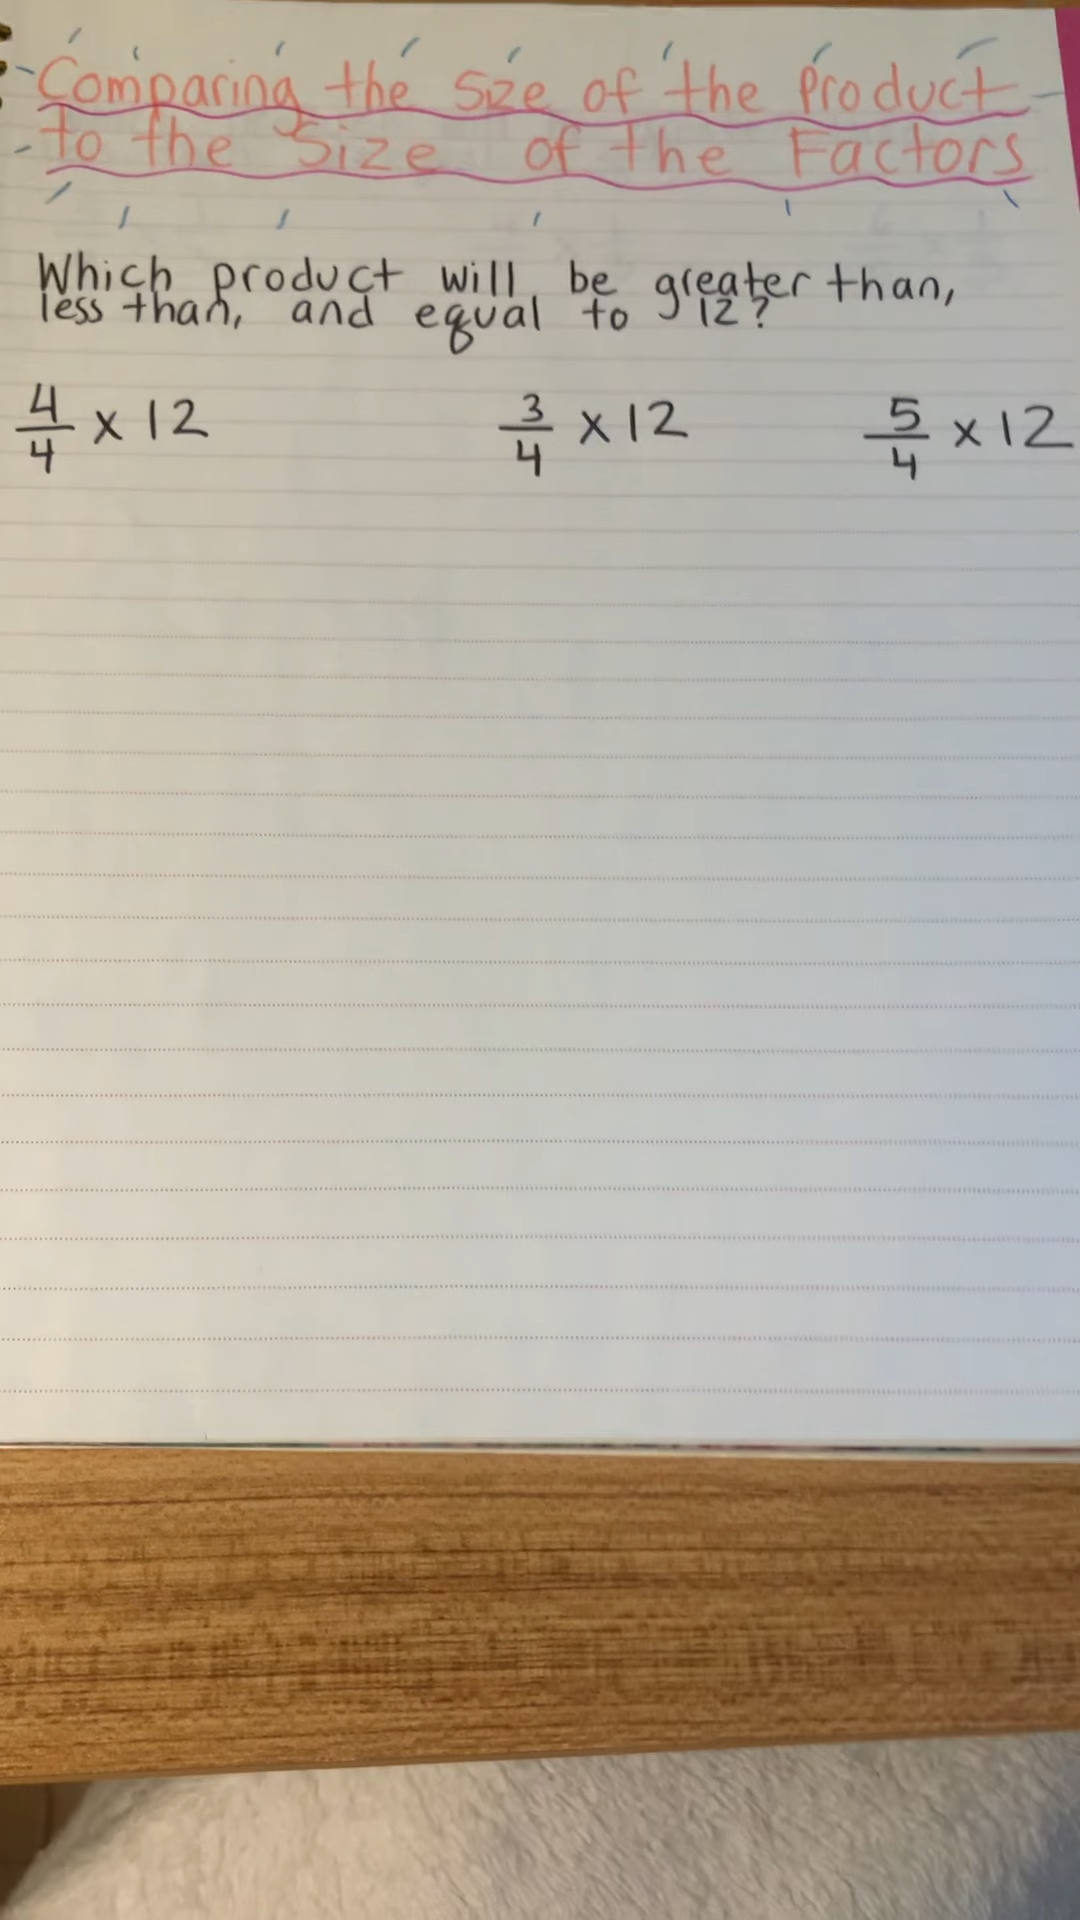 Comparing the Size of the Product
to the Size of the Factors
Which product will be greater than,
less than, and equal to 12?
4/4 x 12 3/4 x 12 5/4 x 12